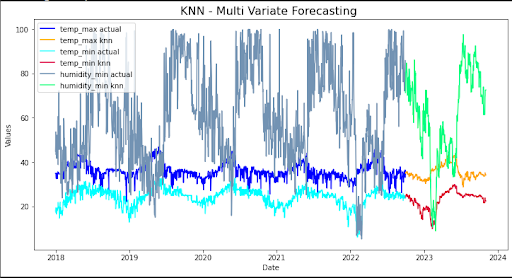 KNN - Multi Variate Forecasting
temp_max actual
temp_max knn
temp_min actual
temp_min knn
humidity_min actual
humidity_min knn
100
80
60
40
20
Values
2018
2019
2020
2021
2022
2023
2024
Date